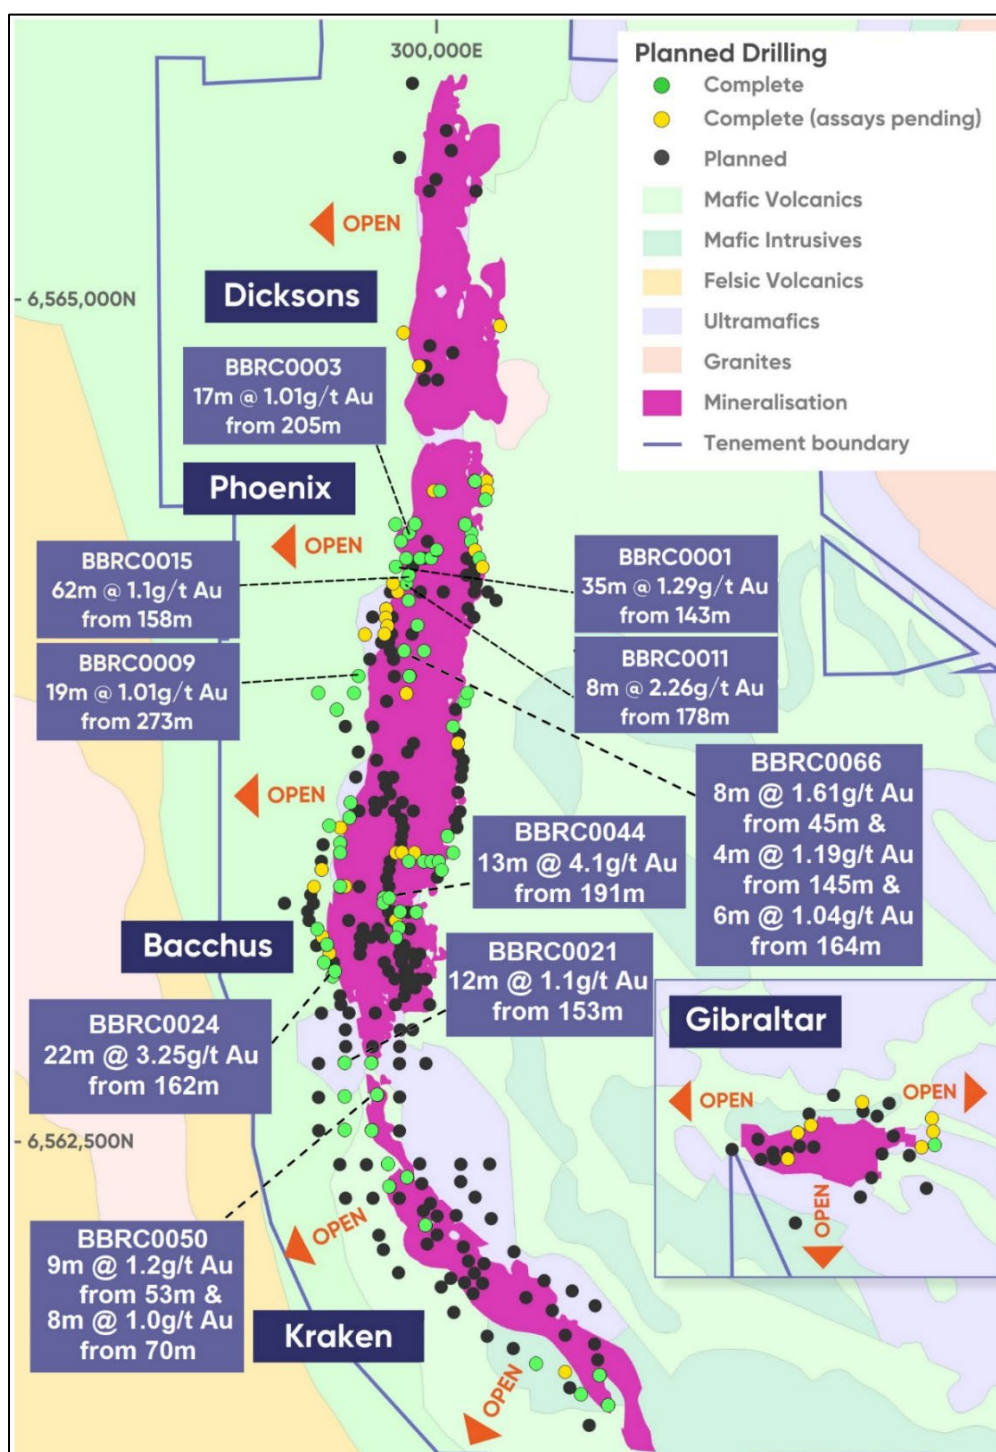 300,000E
Planned Drilling
Complete
Complete (assays pending)
Planned
Mafic Volcanics
Mafic Intrusives
Felsic Volcanics
Ultramafics
Granites
Mineralisation
Tenement boundary
OPEN
Dicksons
6,565,000N
BBRC0003
17m @ 1.01g/t Au
from 205m
Phoenix
OPEN
BBRC0015
62m @ 1.1g/t Au
from 158m
BBRC0001
35m @ 1.29g/t Au
from 143m
BBRC0009
19m @ 1.01g/t Au
from 273m
BBRC0011
8m @ 2.26g/t Au
from 178m
OPEN
BBRC0066
8m @ 1.61g/t Au
from 45m &
4m @ 1.19g/t Au
from 145m &
6m @ 1.04g/t Au
from 164m
BBRC0044
13m @ 4.1g/t Au
from 191m
Bacchus
BBRC0021
12m @ 1.1g/t Au
from 153m
BBRC0024
22m @ 3.25g/t Au
from 162m
Gibraltar
OPEN
OPEN
OPEN
6,562,500N
OPEN
BBRC0050
9m @ 1.2g/t Au
from 53m &
8m @ 1.0g/t Au
from 70m
Kraken
OPEN